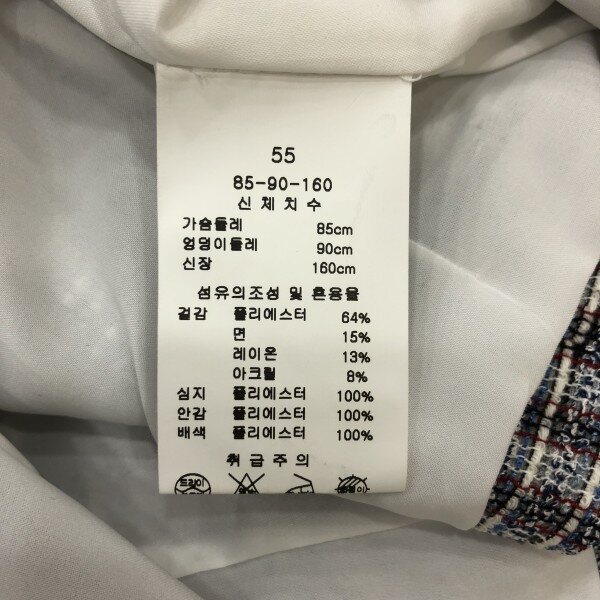 55
85-90-160
신체치수
가슴둘레 85cm
엉덩이둘레 90cm
신장 160cm
섬유의조성 및 혼용율
겉감 폴리에스터 64%
면 15%
레이온 13%
아크릴 8%
심지 폴리에스터 100%
안감 폴리에스터 100%
배색 폴리에스터 100%
취급주의
드라이